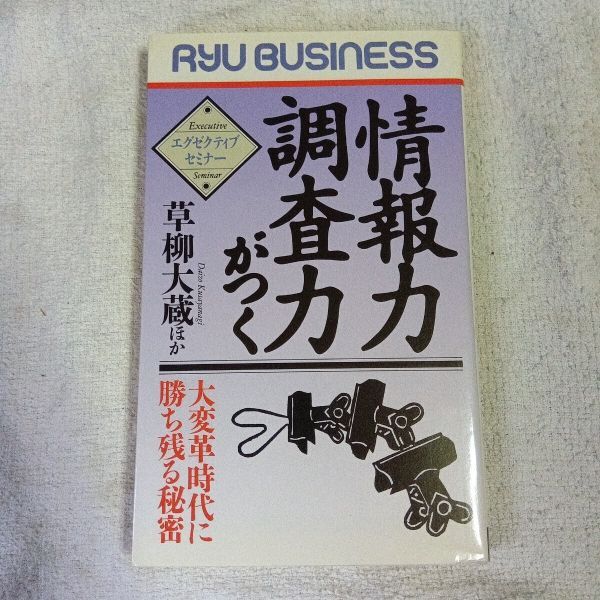 RYU BUSINESS
Executive
エグゼクティブ
セミナー
Seminar
情報力
調査力
がつく
草柳大蔵ほか
Daizo Kusayanagi
大変革時代に
勝ち残る秘密